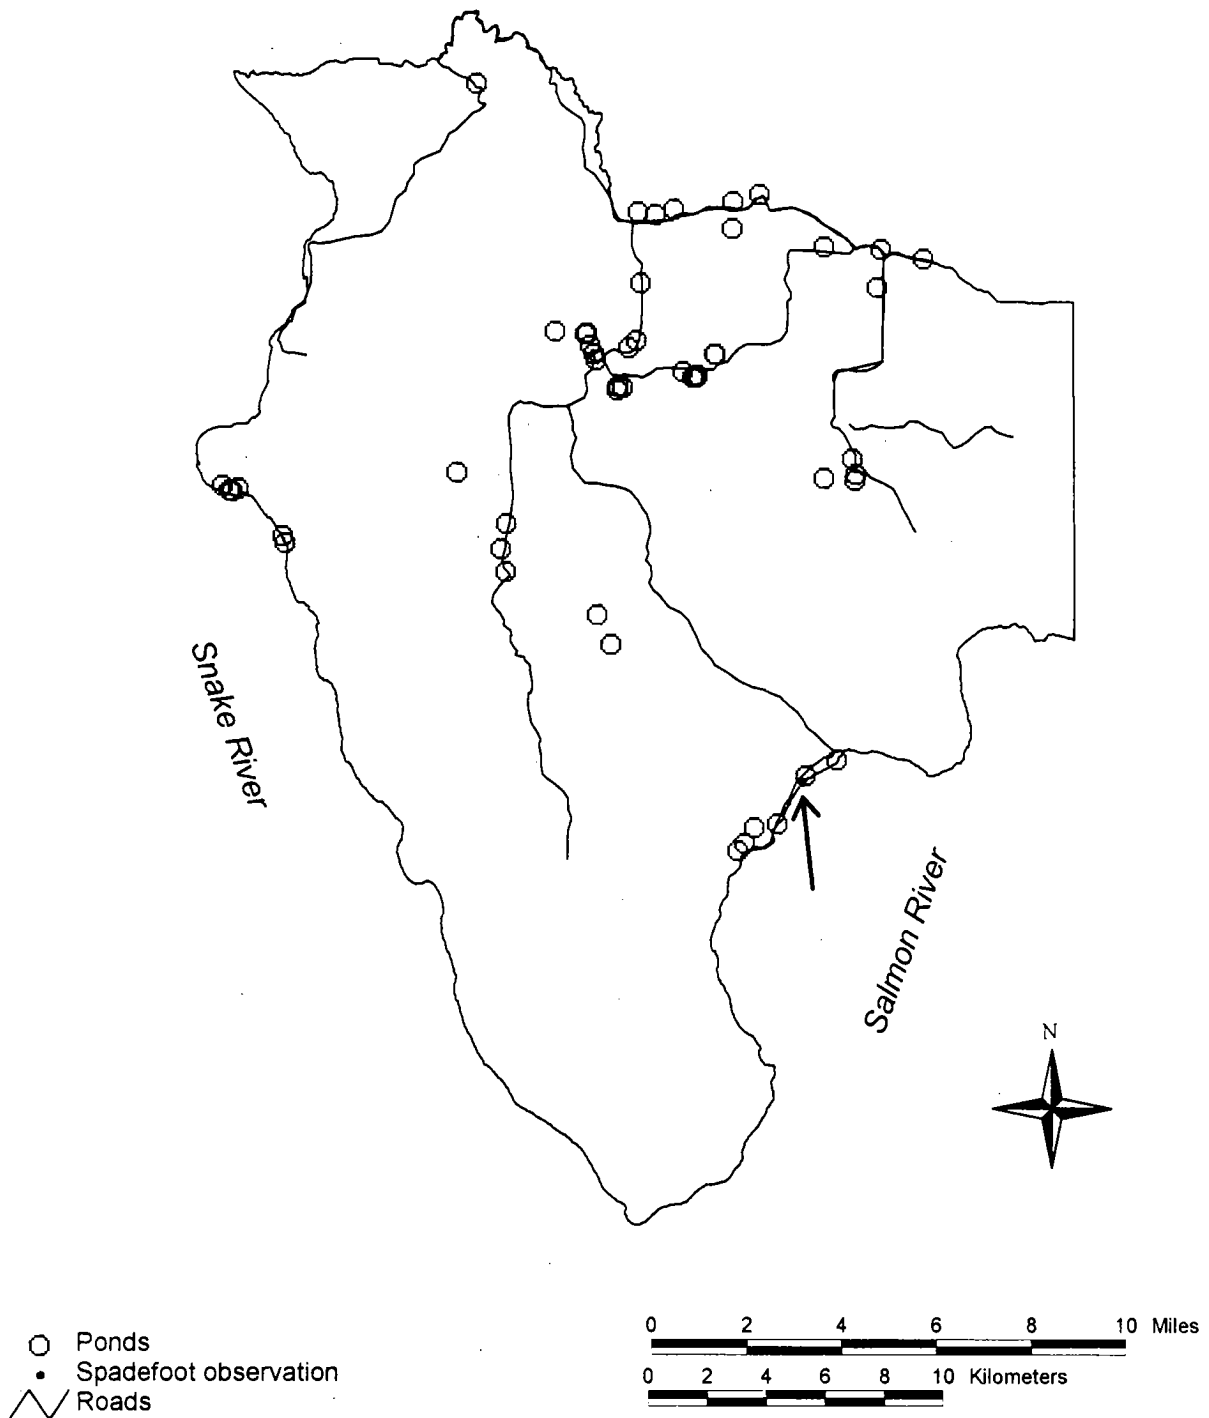 Snake River
Salmon River
N
Ponds
Spadefoot observation
Roads
0 2 4 6 8 10 Miles
0 2 4 6 8 10 Kilometers